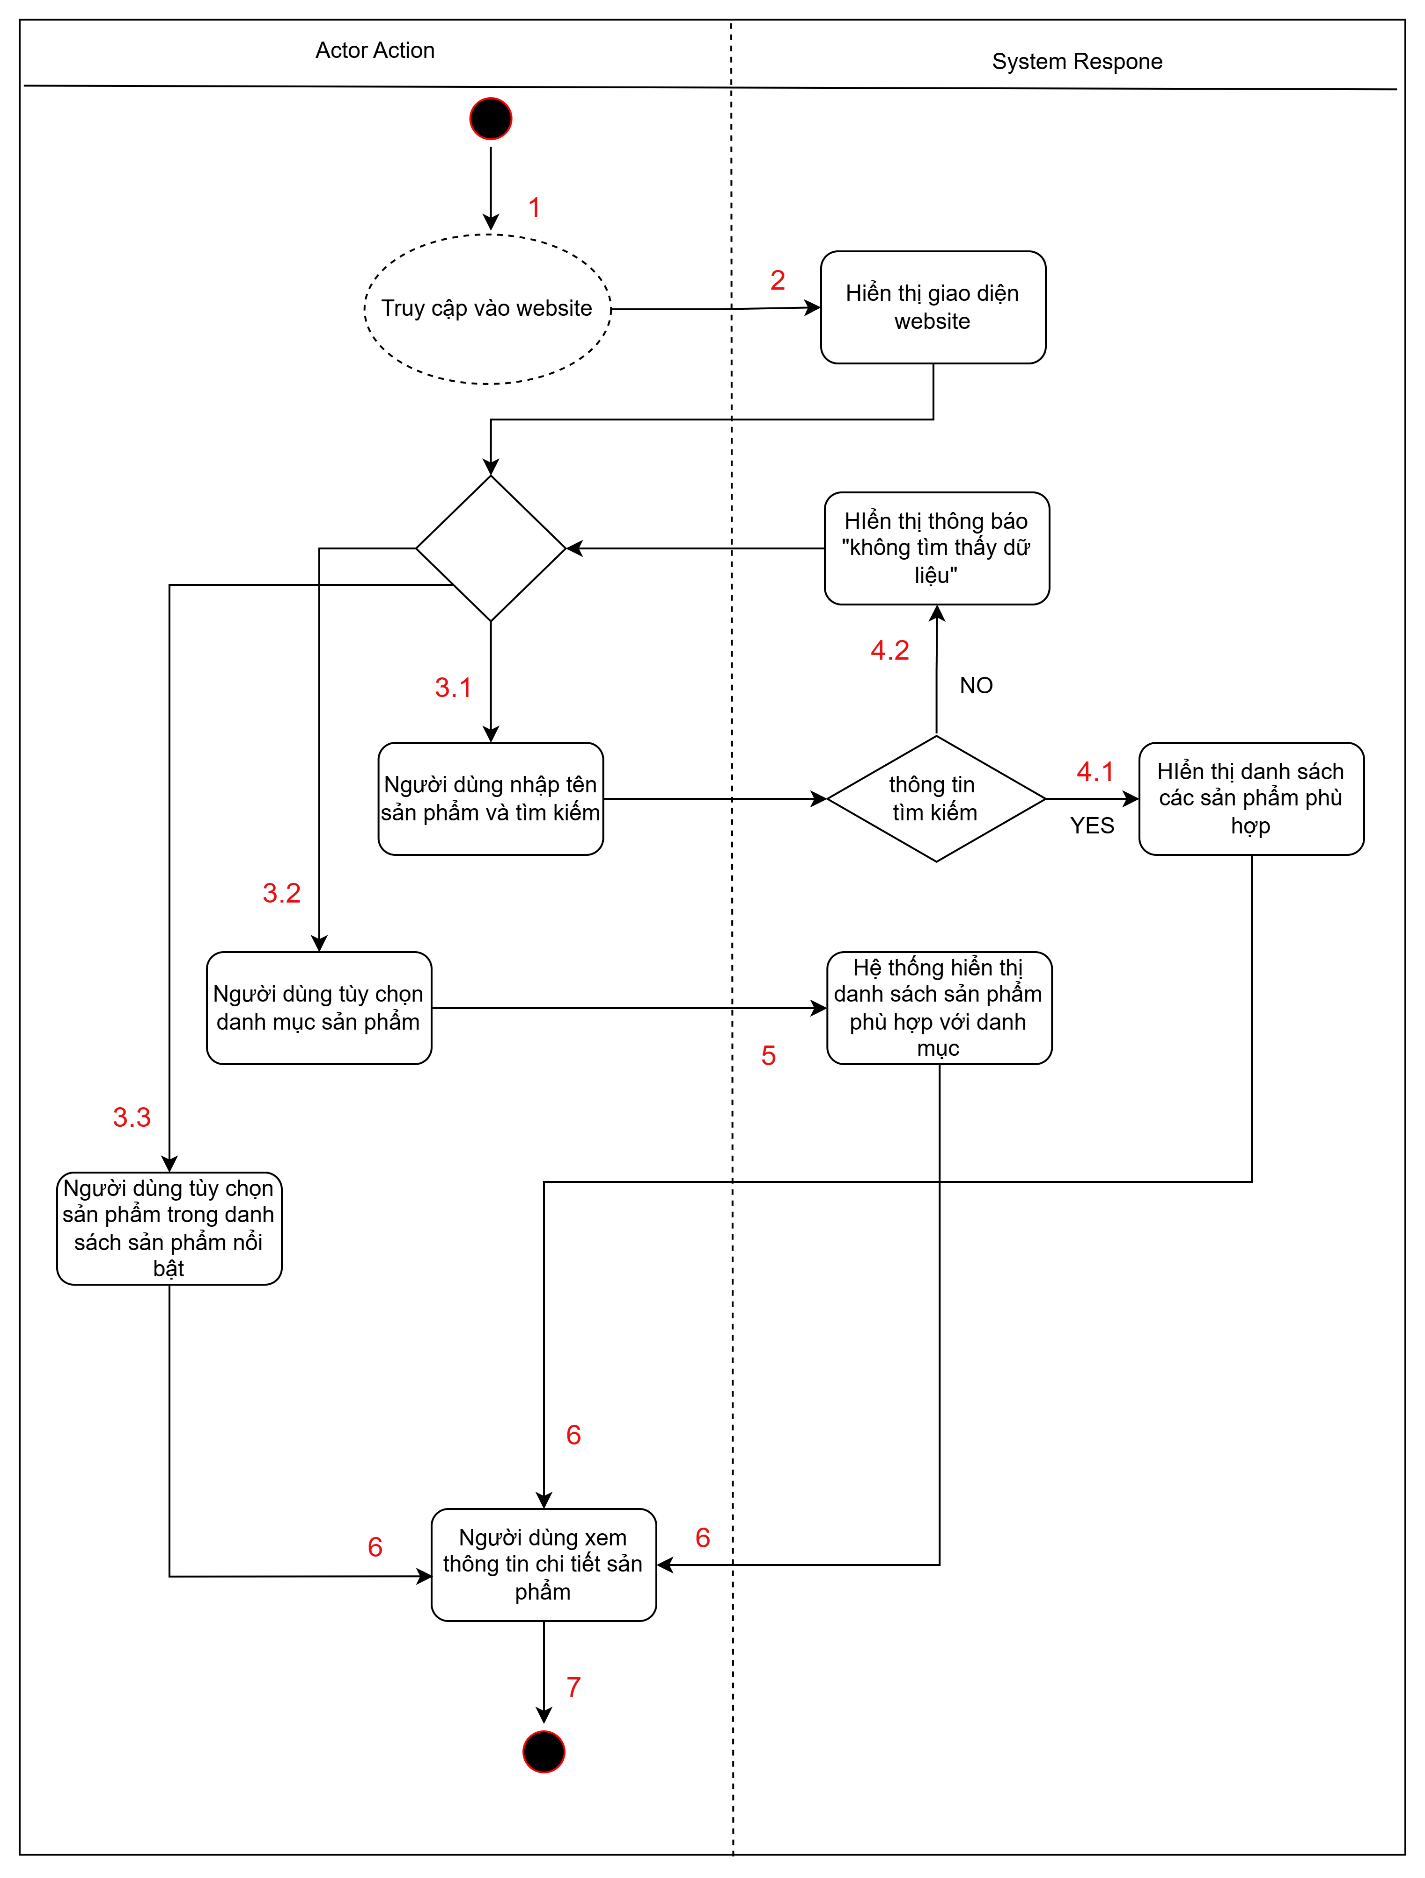 Actor Action
System Respone
1
Truy cập vào website
2
Hiển thị giao diện
website
HIển thị thông báo
"không tìm thấy dữ
liệu"
4.2
NO
3.1
Người dùng nhập tên
sản phẩm và tìm kiếm
thông tin
tìm kiếm
4.1
YES
HIển thị danh sách
các sản phẩm phù
hợp
3.2
Người dùng tùy chọn
danh mục sản phẩm
Hệ thống hiển thị
danh sách sản phẩm
phù hợp với danh
mục
5
3.3
Người dùng tùy chọn
sản phẩm trong danh
sách sản phẩm nổi
bật
6
6
6
Người dùng xem
thông tin chi tiết sản
phẩm
7